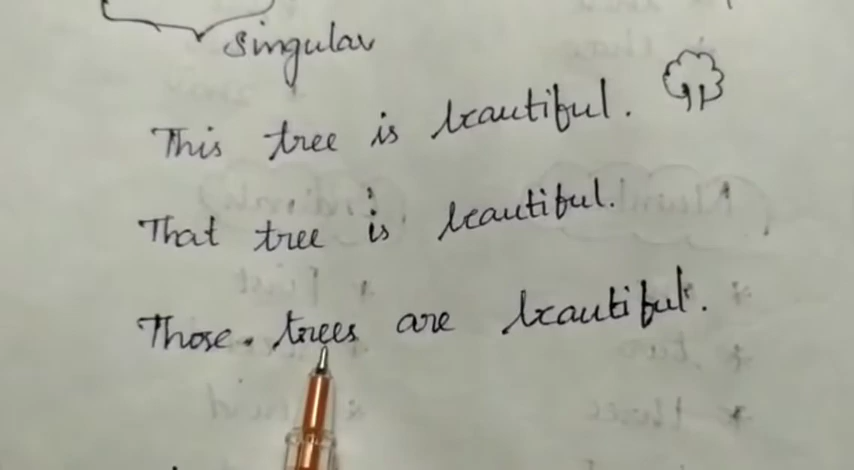 singular
This tree is beautiful.
That tree is beautiful.
Those trees are beautiful.